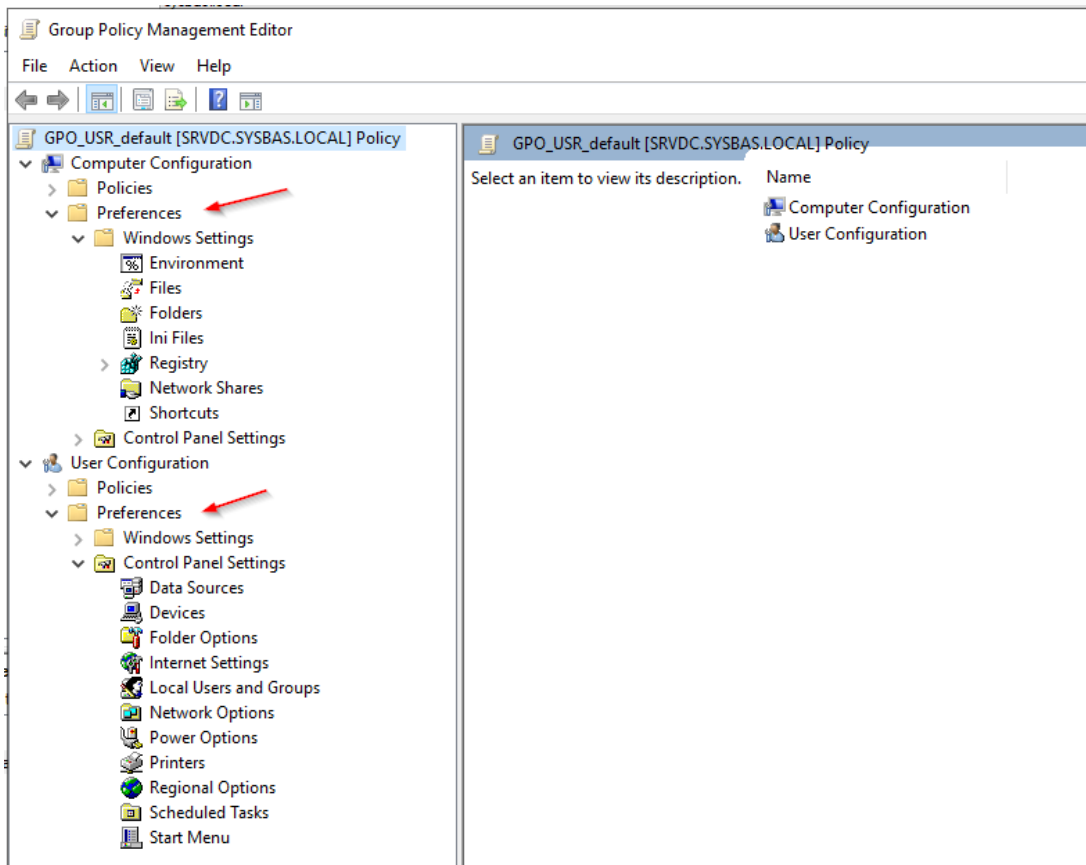 Group Policy Management Editor
File Action View Help
GPO_USR_default [SRVDC.SYSBAS.LOCAL] Policy
Computer Configuration
Policies
Preferences
Windows Settings
Environment
Files
Folders
Ini Files
Registry
Network Shares
Shortcuts
Control Panel Settings
User Configuration
Policies
Preferences
Windows Settings
Control Panel Settings
Data Sources
Devices
Folder Options
Internet Settings
Local Users and Groups
Network Options
Power Options
Printers
Regional Options
Scheduled Tasks
Start Menu
GPO_USR_default [SRVDC.SYSBAS.LOCAL] Policy
Select an item to view its description.
Name
Computer Configuration
User Configuration